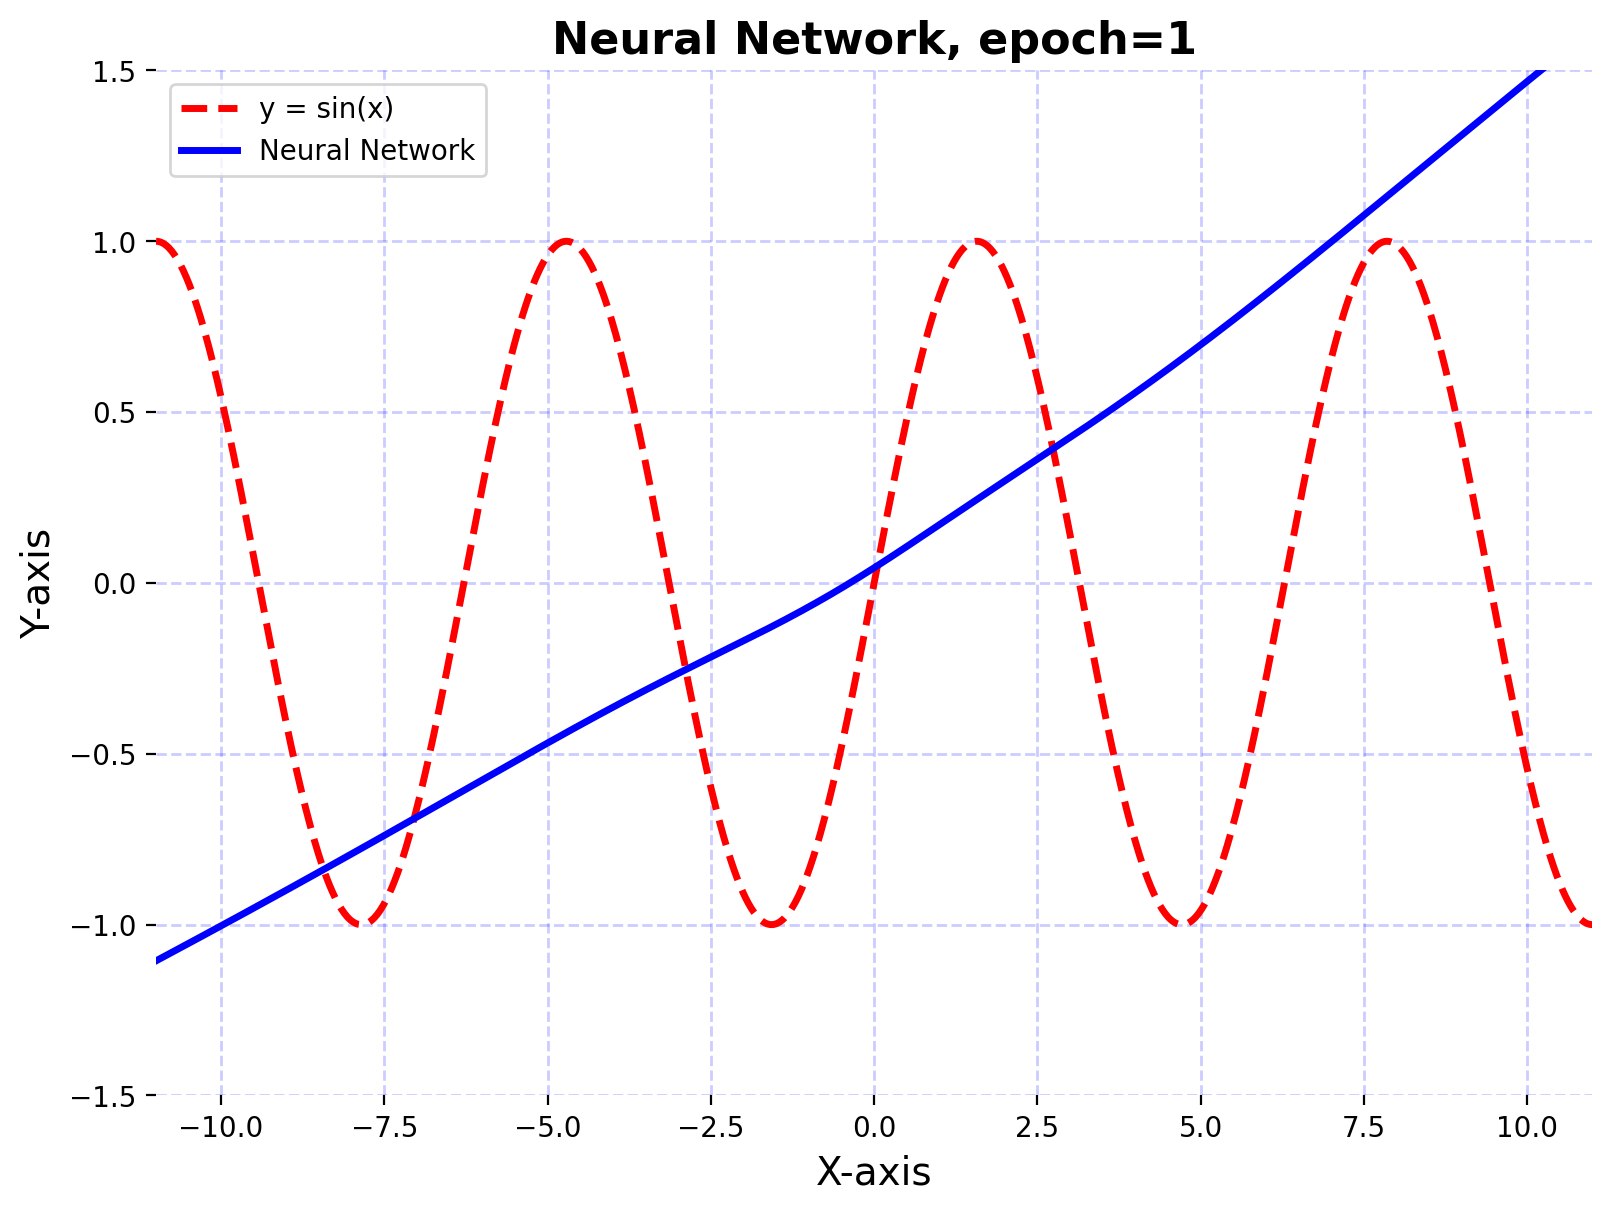 Neural Network, epoch=1
1.5
y = sin(x)
Neural Network
1.0
0.5
0.0
−0.5
−1.0
−1.5
Y-axis
−10.0 −7.5 −5.0 −2.5 0.0 2.5 5.0 7.5 10.0
X-axis